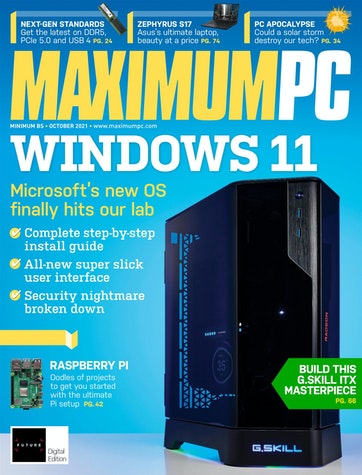 NEXT-GEN STANDARDS
Get the latest on DDR5,
PCIe 5.0 and USB 4 PG. 24
ZEPHYRUS S17
Asus's ultimate laptop,
beauty at a price PG. 74
PC APOCALYPSE
Could a solar storm
destroy our tech? PG. 34
MAXIMUMPC
MINIMUM BS • OCTOBER 2021 • www.maximumpc.com
WINDOWS 11
Microsoft's new OS
finally hits our lab
Complete step-by-step
install guide
All-new super slick
user interface
Security nightmare
broken down
RASPBERRY PI
Oodles of projects
to get you started
with the ultimate
Pi setup PG. 42
RADEON
BUILD THIS
G.SKILL ITX
MASTERPIECE
PG. 66
G.SKILL
FUTURE
Digital
Edition